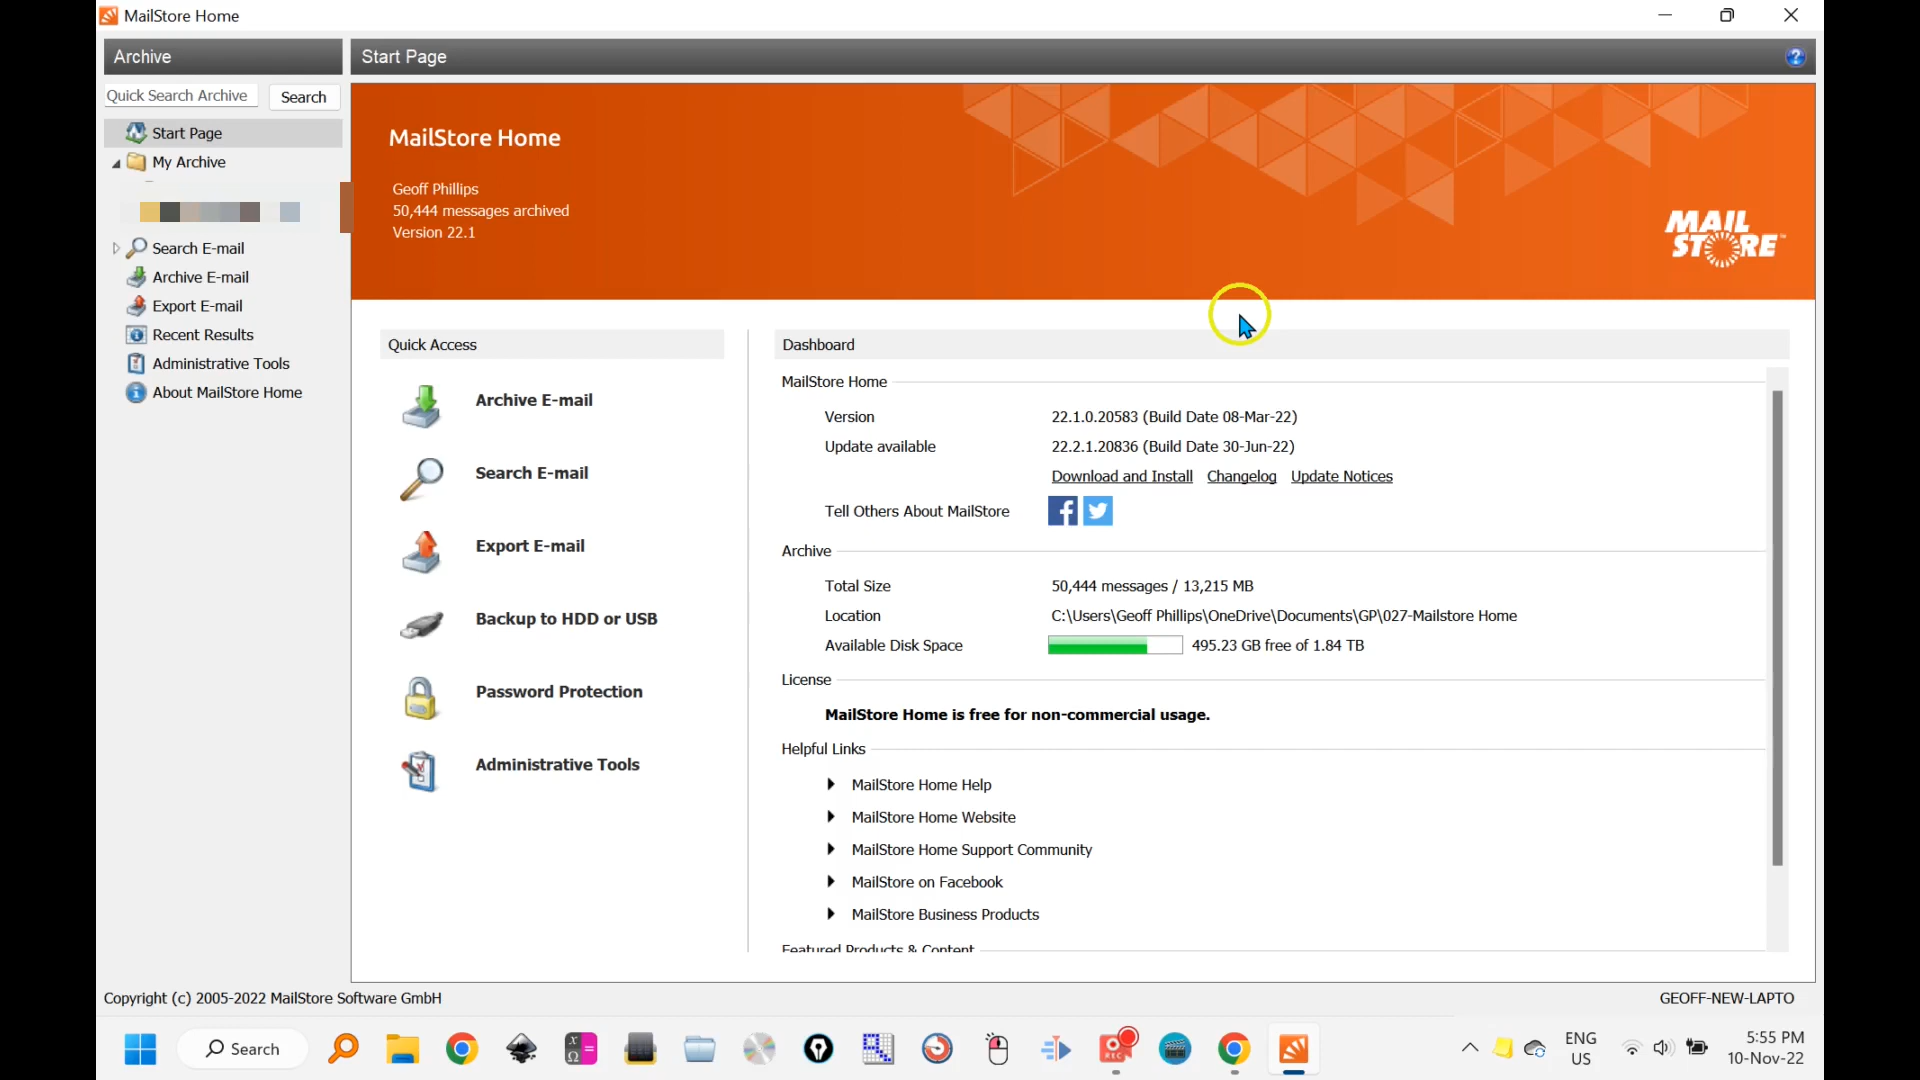 MailStore Home
Archive
Start Page
Quick Search Archive
Search
Start Page
My Archive
Search E-mail
Archive E-mail
Export E-mail
Recent Results
Administrative Tools
About MailStore Home
MailStore Home
Geoff Phillips
50,444 messages archived
Version 22.1
MAIL
STORE
Quick Access
Archive E-mail
Search E-mail
Export E-mail
Backup to HDD or USB
Password Protection
Administrative Tools
Dashboard
MailStore Home
Version 22.1.0.20583 (Build Date 08-Mar-22)
Update available 22.2.1.20836 (Build Date 30-Jun-22)
Download and Install Changelog Update Notices
Tell Others About MailStore
Archive
Total Size 50,444 messages / 13,215 MB
Location C:\Users\Geoff Phillips\OneDrive\Documents\GP\027-Mailstore Home
Available Disk Space 495.23 GB free of 1.84 TB
License
MailStore Home is free for non-commercial usage.
Helpful Links
MailStore Home Help
MailStore Home Website
MailStore Home Support Community
MailStore on Facebook
MailStore Business Products
Featured Products & Content
Copyright (c) 2005-2022 MailStore Software GmbH
GEOFF-NEW-LAPTO
Search
REC
ENG
US
5:55 PM
10-Nov-22